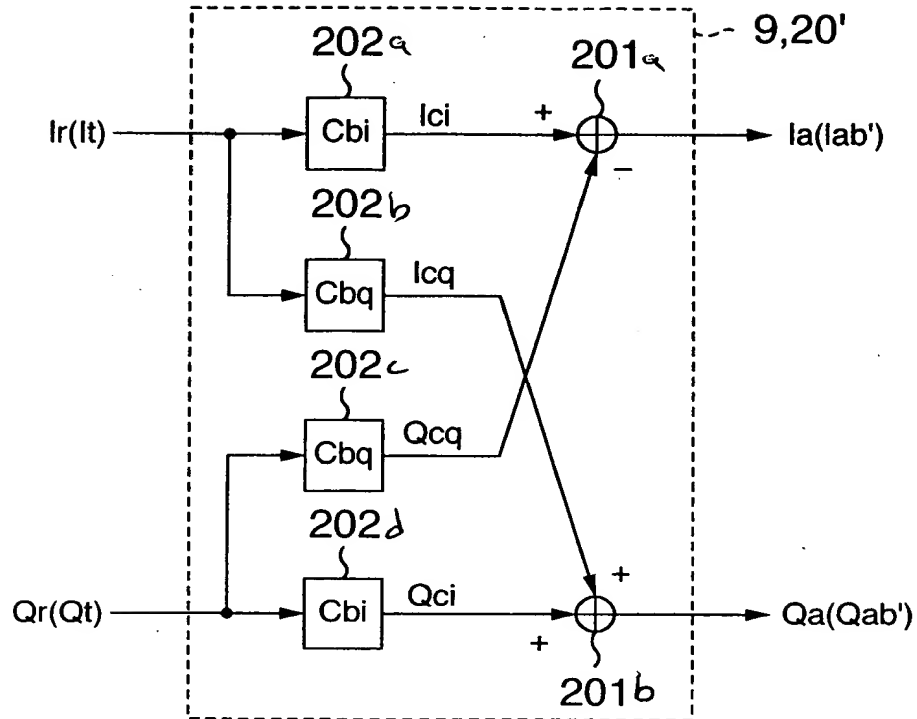 202a
201a
9,20'
Ir(It)
Cbi
Ici
+
Ia(Iab')
−
202b
Cbq
Icq
202c
Cbq
Qcq
202d
+
Qr(Qt)
Cbi
Qci
+
Qa(Qab')
201b